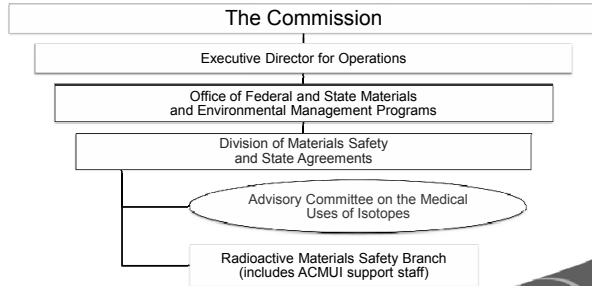 The Commission
Executive Director for Operations
Office of Federal and State Materials
and Environmental Management Programs
Division of Materials Safety
and State Agreements
Advisory Committee on the Medical
Uses of Isotopes
Radioactive Materials Safety Branch
(includes ACMUI support staff)